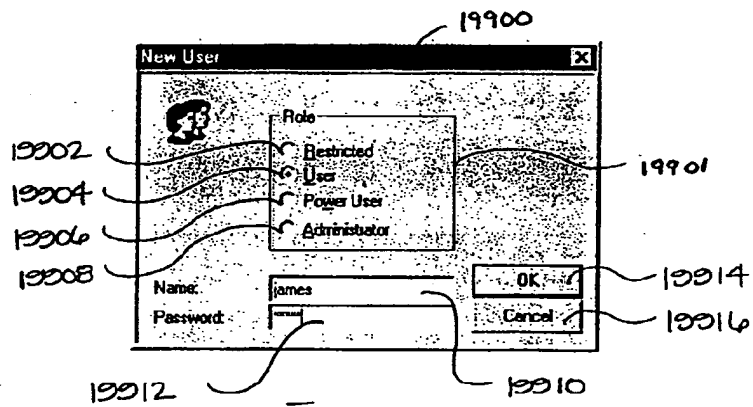 19900
New User
Role
19902
Restricted
19904
User
19901
19906
Power User
19908
Administrator
Name:
james
OK
19914
Password:
Cancel
19916
19912
19910